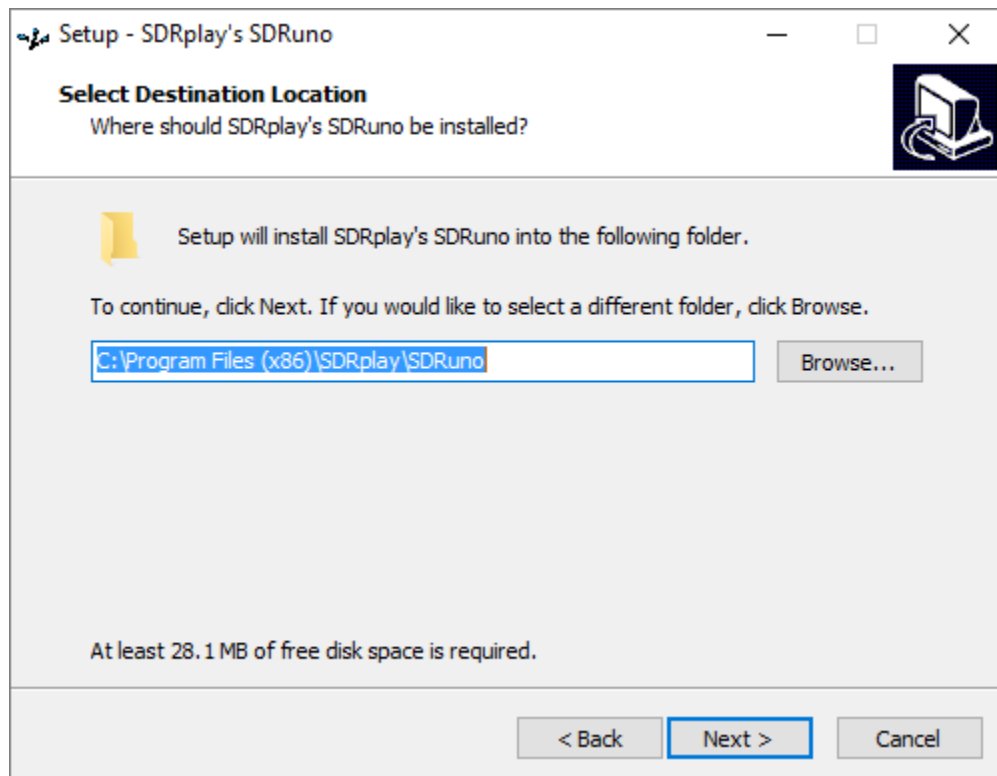 Setup - SDRplay's SDRuno
Select Destination Location
Where should SDRplay's SDRuno be installed?
Setup will install SDRplay's SDRuno into the following folder.
To continue, click Next. If you would like to select a different folder, click Browse.
C:\Program Files (x86)\SDRplay\SDRuno
Browse...
At least 28.1 MB of free disk space is required.
< Back
Next >
Cancel